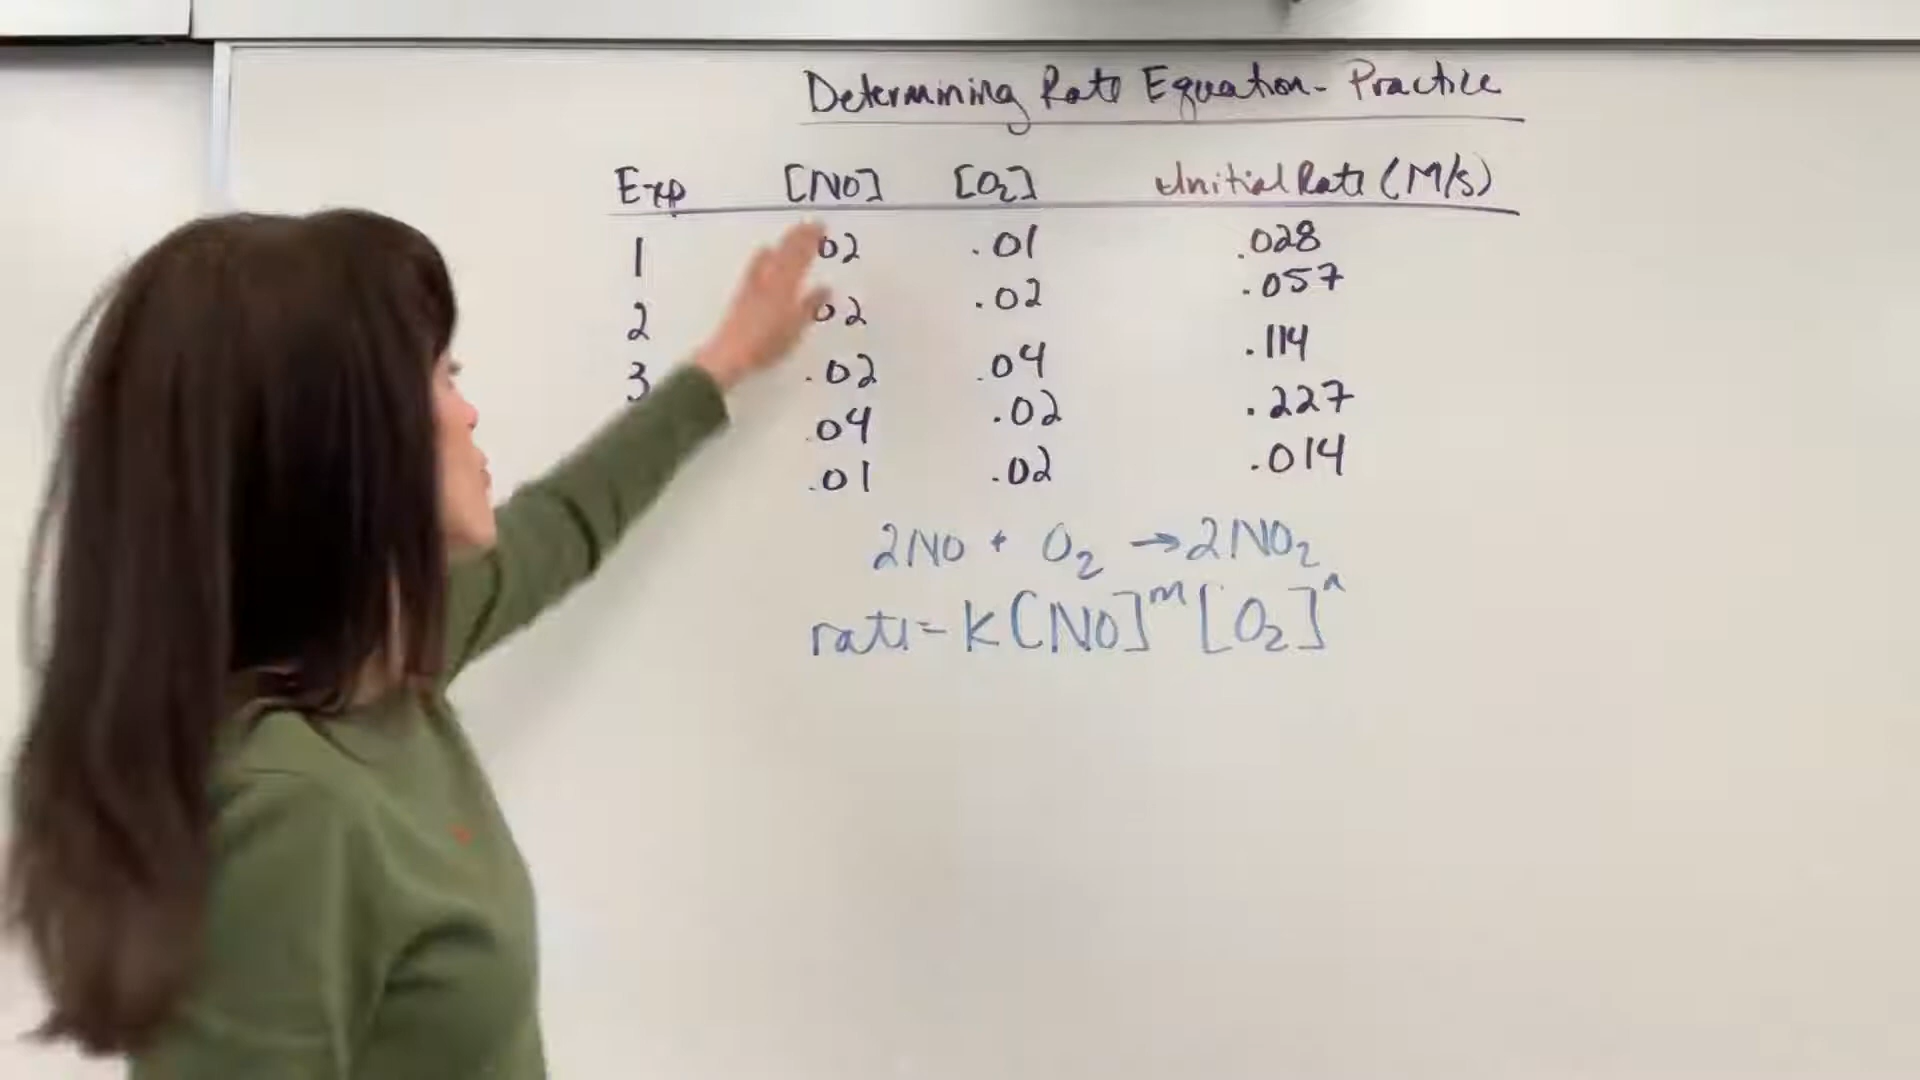 Determining Rate Equation - Practice
Exp [NO] [O2] Initial Rate (M/s)
1 02 .01 .028
2 02 .02 .057
3 .02 .04 .114
.04 .02 .227
.01 .02 .014
2NO + O2 → 2NO2
rate = k[NO]^m [O2]^n